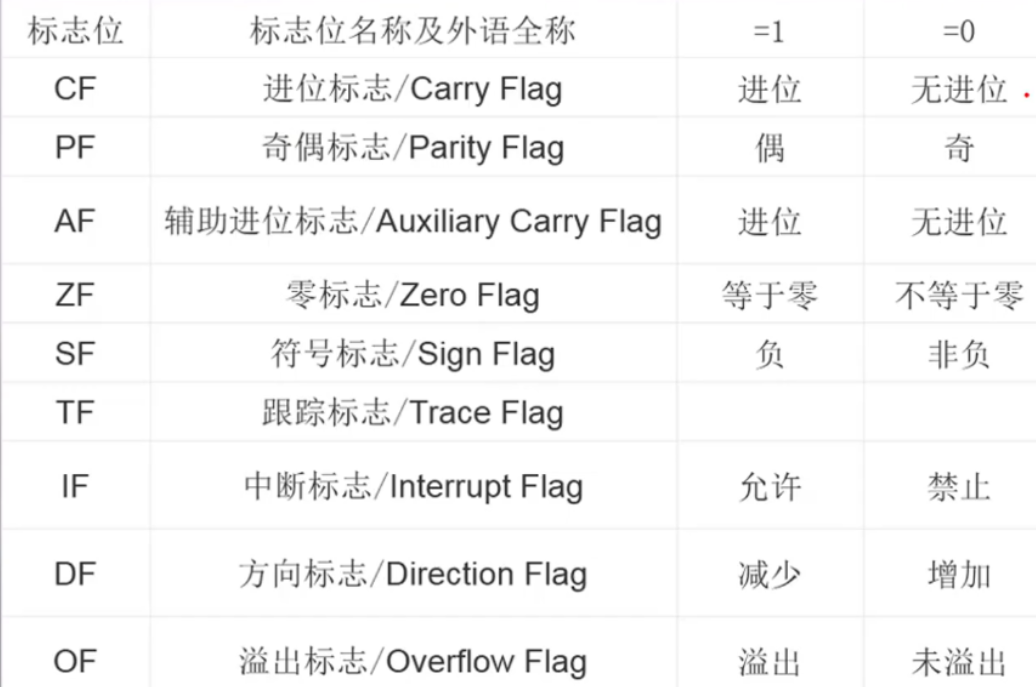 标志位 标志位名称及外语全称 =1 =0
CF 进位标志/Carry Flag 进位 无进位
PF 奇偶标志/Parity Flag 偶 奇
AF 辅助进位标志/Auxiliary Carry Flag 进位 无进位
ZF 零标志/Zero Flag 等于零 不等于零
SF 符号标志/Sign Flag 负 非负
TF 跟踪标志/Trace Flag
IF 中断标志/Interrupt Flag 允许 禁止
DF 方向标志/Direction Flag 减少 增加
OF 溢出标志/Overflow Flag 溢出 未溢出